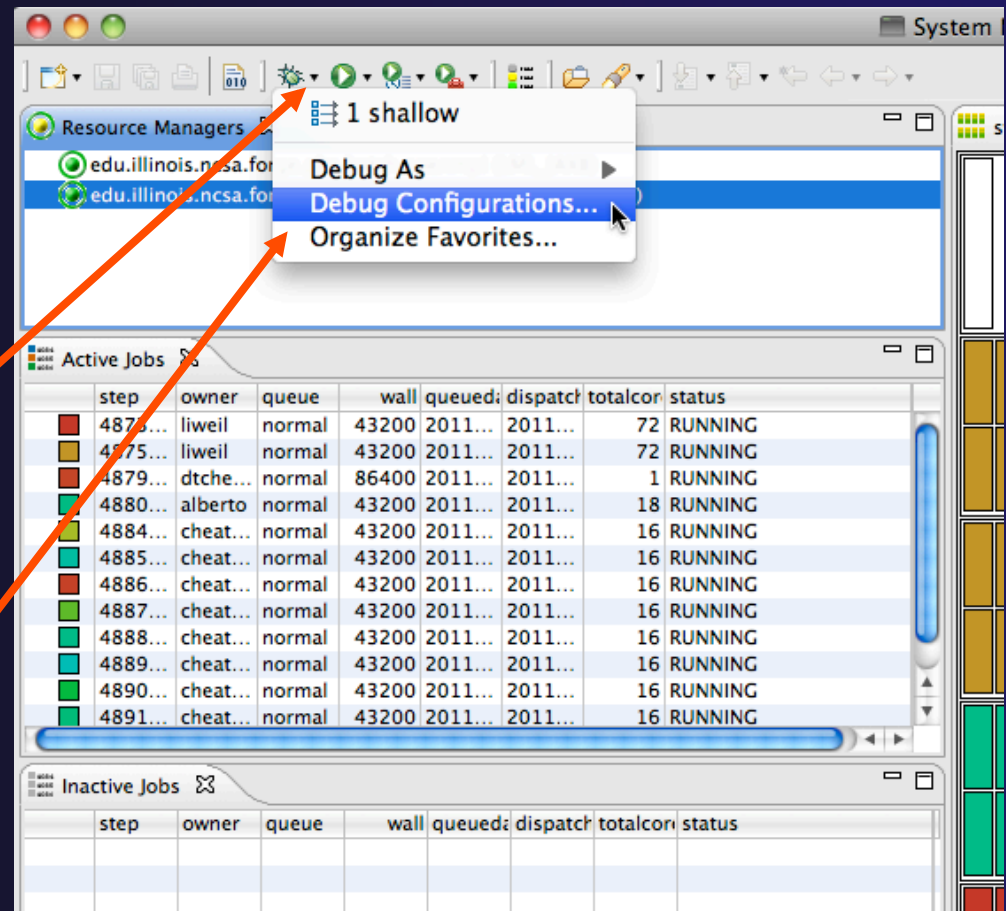 System
010
1 shallow
Resource Managers
Debug As
edu.illinois.ncsa.for
Debug Configurations...
edu.illinois.ncsa.for )
Organize Favorites...
Active Jobs
step owner queue wall queueda dispatch totalcor status
487... liweil normal 43200 2011... 2011... 72 RUNNING
4875... liweil normal 43200 2011... 2011... 72 RUNNING
4879... dtche... normal 86400 2011... 2011... 1 RUNNING
4880... alberto normal 43200 2011... 2011... 18 RUNNING
4884... cheat... normal 43200 2011... 2011... 16 RUNNING
4885... cheat... normal 43200 2011... 2011... 16 RUNNING
4886... cheat... normal 43200 2011... 2011... 16 RUNNING
4887... cheat... normal 43200 2011... 2011... 16 RUNNING
4888... cheat... normal 43200 2011... 2011... 16 RUNNING
4889... cheat... normal 43200 2011... 2011... 16 RUNNING
4890... cheat... normal 43200 2011... 2011... 16 RUNNING
4891... cheat... normal 43200 2011... 2011... 16 RUNNING
Inactive Jobs
step owner queue wall queueda dispatch totalcor status